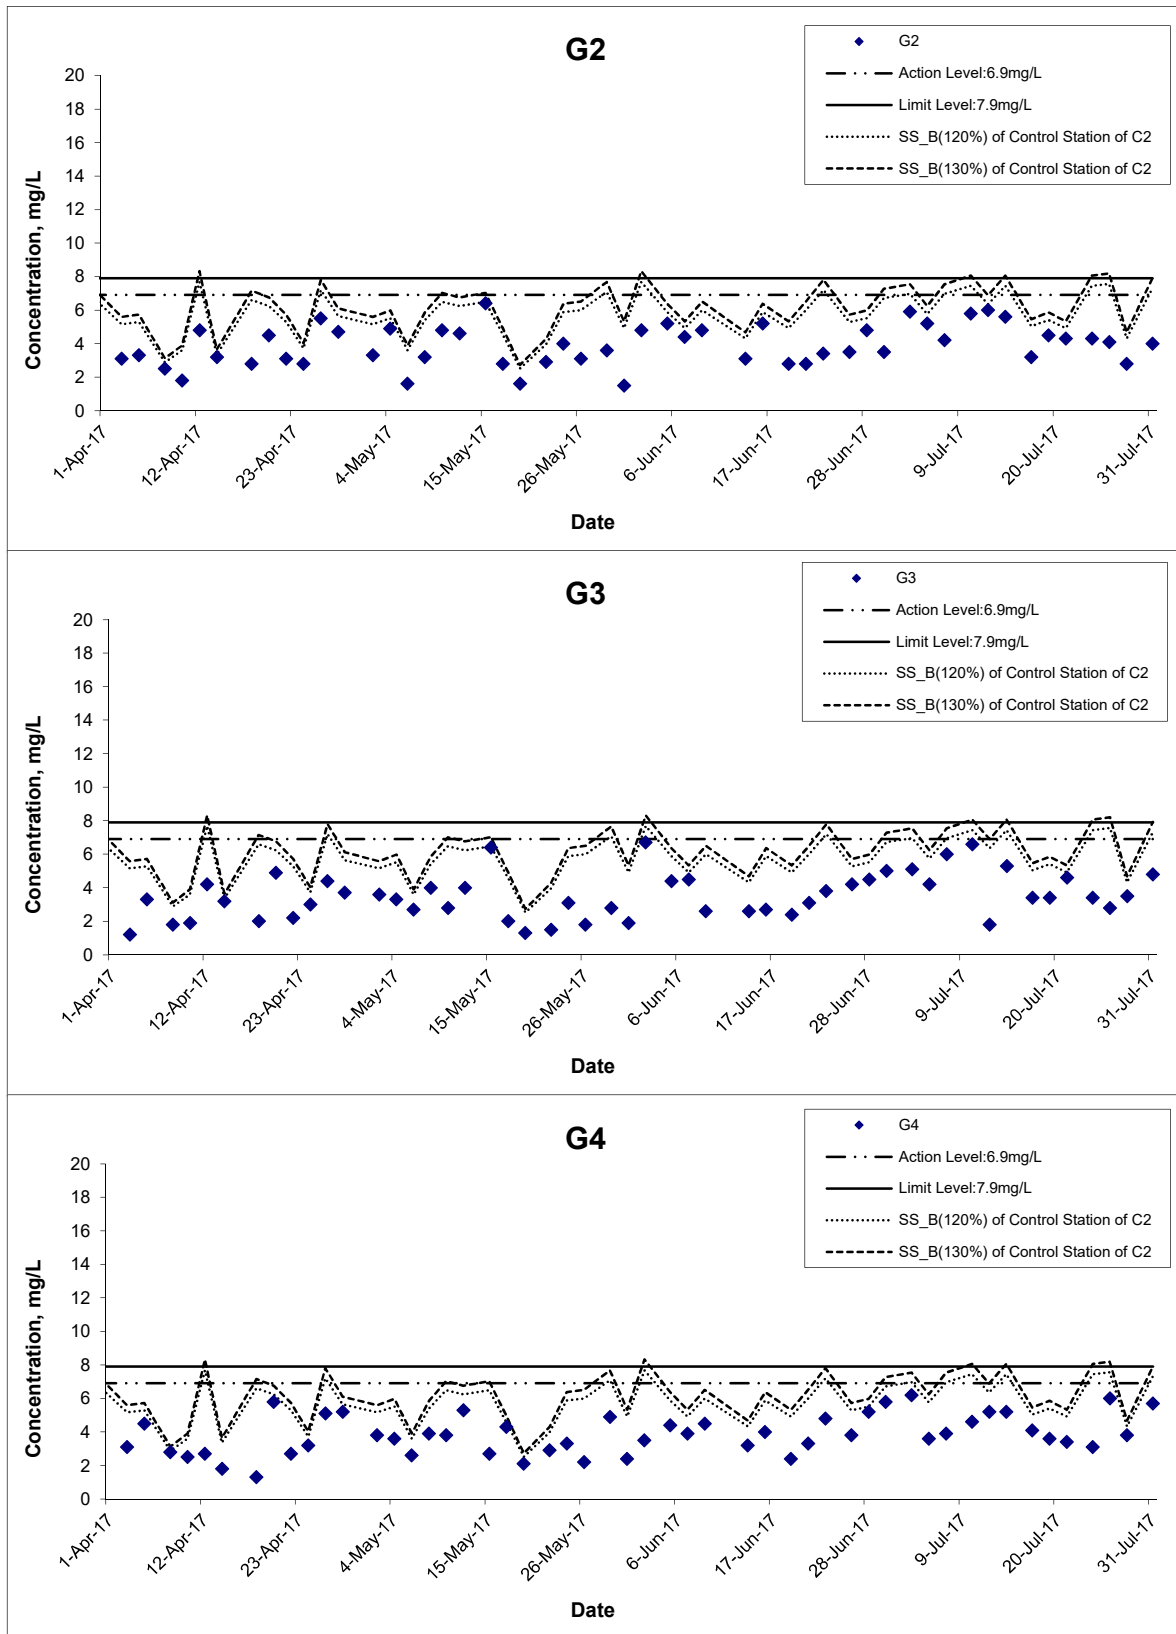 G2
G2
Action Level:6.9mg/L
Limit Level:7.9mg/L
SS_B(120%) of Control Station of C2
SS_B(130%) of Control Station of C2
Concentration, mg/L
20
18
16
14
12
10
8
6
4
2
0
1-Apr-17
12-Apr-17
23-Apr-17
4-May-17
15-May-17
26-May-17
6-Jun-17
17-Jun-17
28-Jun-17
9-Jul-17
20-Jul-17
31-Jul-17
Date
G3
G3
Action Level:6.9mg/L
Limit Level:7.9mg/L
SS_B(120%) of Control Station of C2
SS_B(130%) of Control Station of C2
Concentration, mg/L
20
18
16
14
12
10
8
6
4
2
0
1-Apr-17
12-Apr-17
23-Apr-17
4-May-17
15-May-17
26-May-17
6-Jun-17
17-Jun-17
28-Jun-17
9-Jul-17
20-Jul-17
31-Jul-17
Date
G4
G4
Action Level:6.9mg/L
Limit Level:7.9mg/L
SS_B(120%) of Control Station of C2
SS_B(130%) of Control Station of C2
Concentration, mg/L
20
18
16
14
12
10
8
6
4
2
0
1-Apr-17
12-Apr-17
23-Apr-17
4-May-17
15-May-17
26-May-17
6-Jun-17
17-Jun-17
28-Jun-17
9-Jul-17
20-Jul-17
31-Jul-17
Date